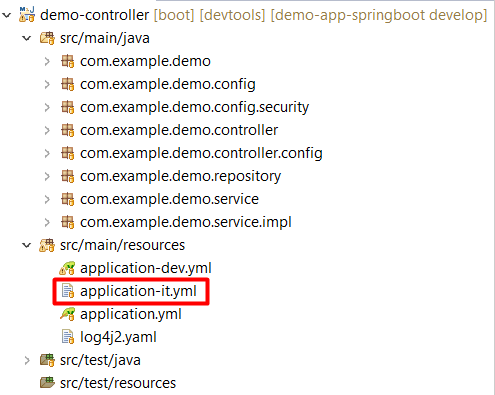 demo-controller [boot] [devtools] [demo-app-springboot develop]
src/main/java
com.example.demo
com.example.demo.config
com.example.demo.config.security
com.example.demo.controller
com.example.demo.controller.config
com.example.demo.repository
com.example.demo.service
com.example.demo.service.impl
src/main/resources
application-dev.yml
application-it.yml
application.yml
log4j2.yaml
src/test/java
src/test/resources